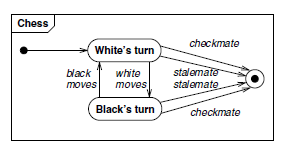 Chess
checkmate
White's turn
black white stalemate
moves moves stalemate
Black's turn
checkmate